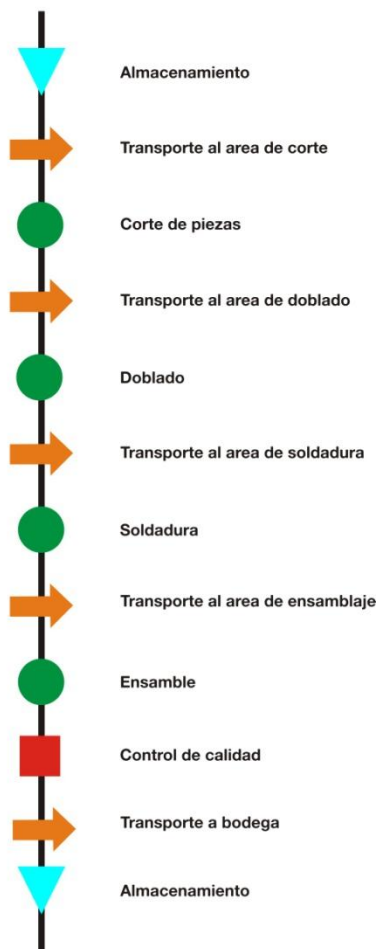 Almacenamiento
Transporte al area de corte
Corte de piezas
Transporte al area de doblado
Doblado
Transporte al area de soldadura
Soldadura
Transporte al area de ensamblaje
Ensamble
Control de calidad
Transporte a bodega
Almacenamiento